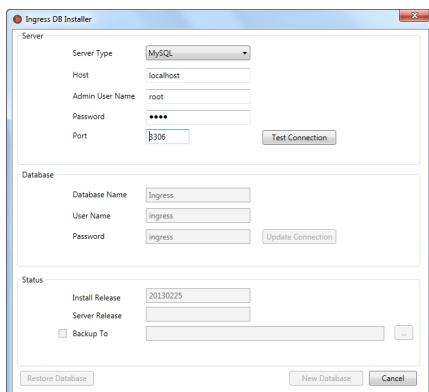 Ingress DB Installer
Server
Server Type MySQL
Host localhost
Admin User Name root
Password ●●●●
Port 3306 Test Connection
Database
Database Name Ingress
User Name ingress
Password ingress Update Connection
Status
Install Release 20130225
Server Release
Backup To ...
Restore Database New Database Cancel